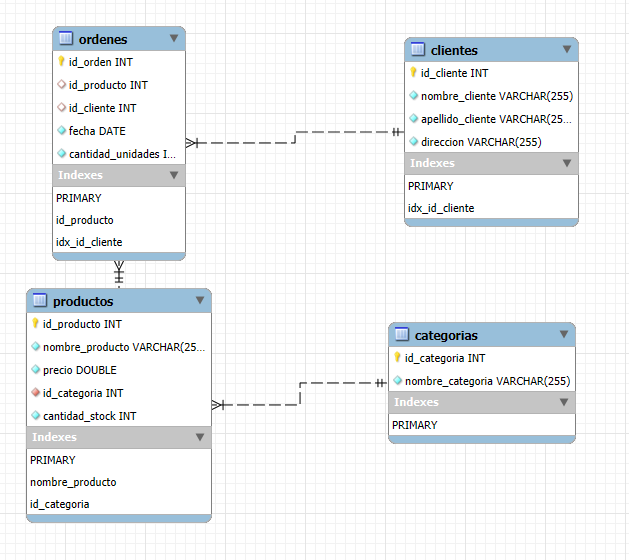 ordenes
id_orden INT
id_producto INT
id_cliente INT
fecha DATE
cantidad_unidades I...
Indexes
PRIMARY
id_producto
idx_id_cliente
clientes
id_cliente INT
nombre_cliente VARCHAR(255)
apellido_cliente VARCHAR(25...
direccion VARCHAR(255)
Indexes
PRIMARY
idx_id_cliente
productos
id_producto INT
nombre_producto VARCHAR(25...
precio DOUBLE
id_categoria INT
cantidad_stock INT
Indexes
PRIMARY
nombre_producto
id_categoria
categorias
id_categoria INT
nombre_categoria VARCHAR(255)
Indexes
PRIMARY